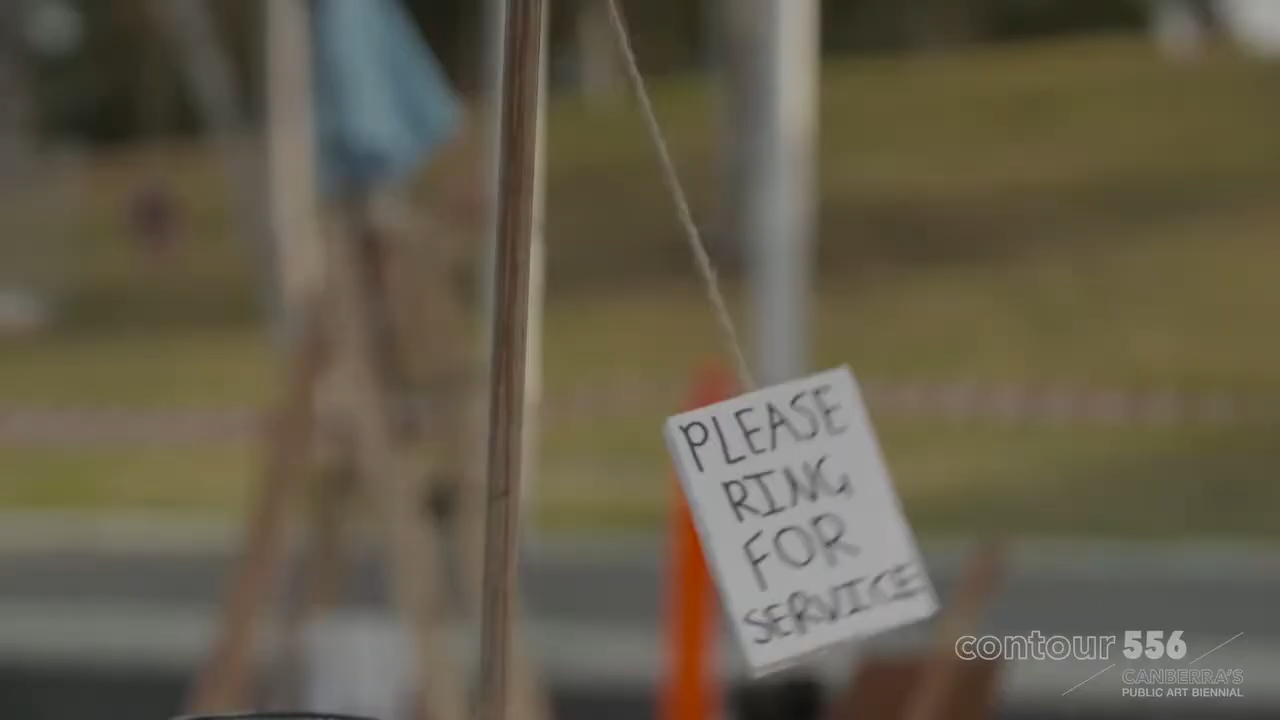 PLEASE
RING
FOR
SERVICE
contour 556
CANBERRA'S
PUBLIC ART BIENNIAL